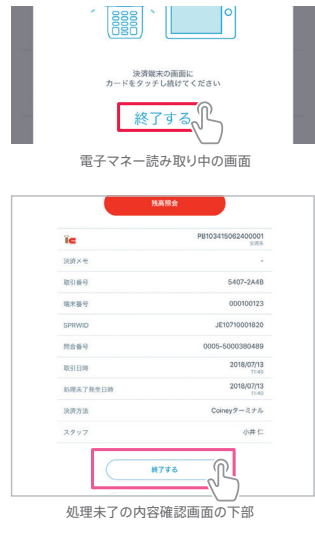 決済端末の画面に
カードをタッチし続けてください
終了する
電子マネー読み取り中の画面
残高照会
PB103415062400001
決済メモ -
取引番号 5407-2A4B
端末番号 000100123
SPRWID JE10710001820
問合番号 0005-5000380489
取引日時 2018/07/13
11:40
処理未了発生日時 2018/07/13
11:40
決済方法 Coineyターミナル
スタッフ 小井 仁
終了する
処理未了の内容確認画面の下部